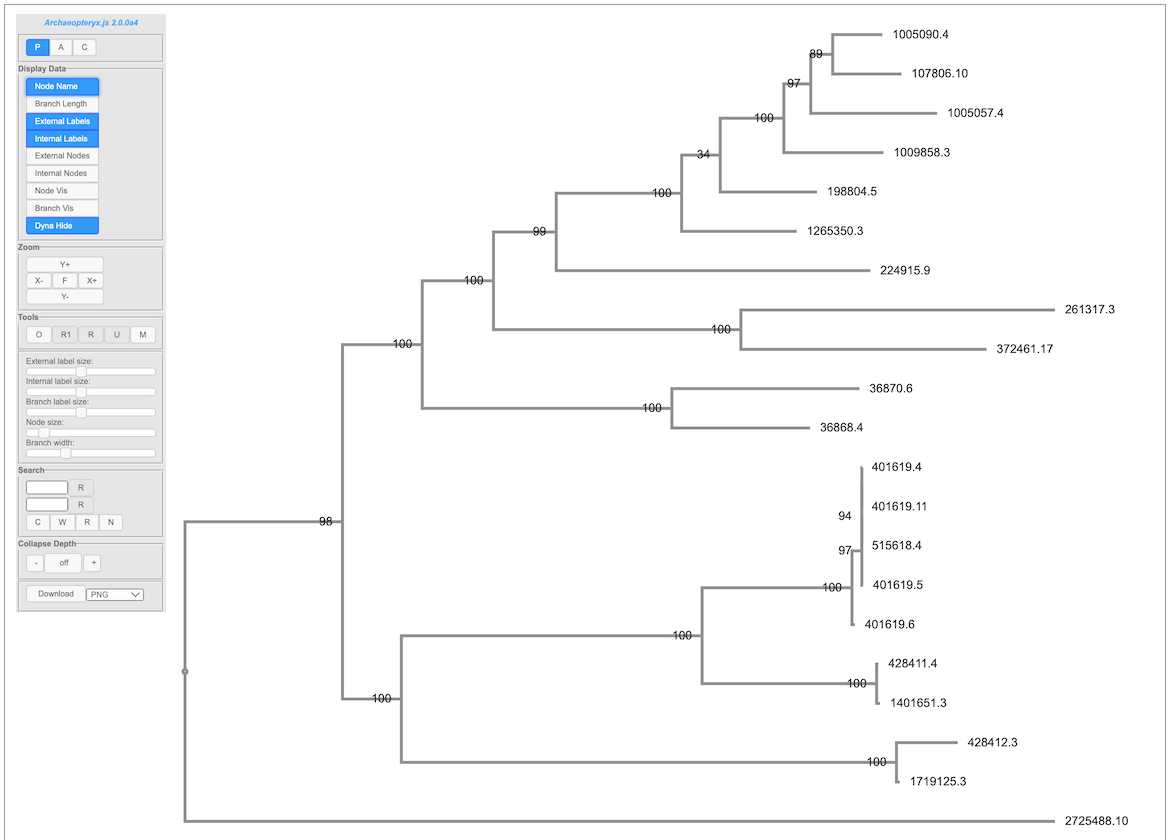 Archaeopteryx.js 2.0.0a4
P A C
Display Data
Node Name
Branch Length
External Labels
Internal Labels
External Nodes
Internal Nodes
Node Vis
Branch Vis
Dyna Hide
Zoom
Y+
X- F X+
Y-
Tools
O R1 R U M
External label size:
Internal label size:
Branch label size:
Node size:
Branch width:
Search
R
R
C W R N
Collapse Depth
- off +
Download PNG
1005090.4
89
107806.10
97
1005057.4
100
1009858.3
34
198804.5
100
1265350.3
99
224915.9
100
261317.3
100
372461.17
100
36870.6
100
36868.4
98
401619.4
401619.11
94
515618.4
97
401619.5
100
401619.6
100
428411.4
100
1401651.3
100
428412.3
100
1719125.3
2725488.10